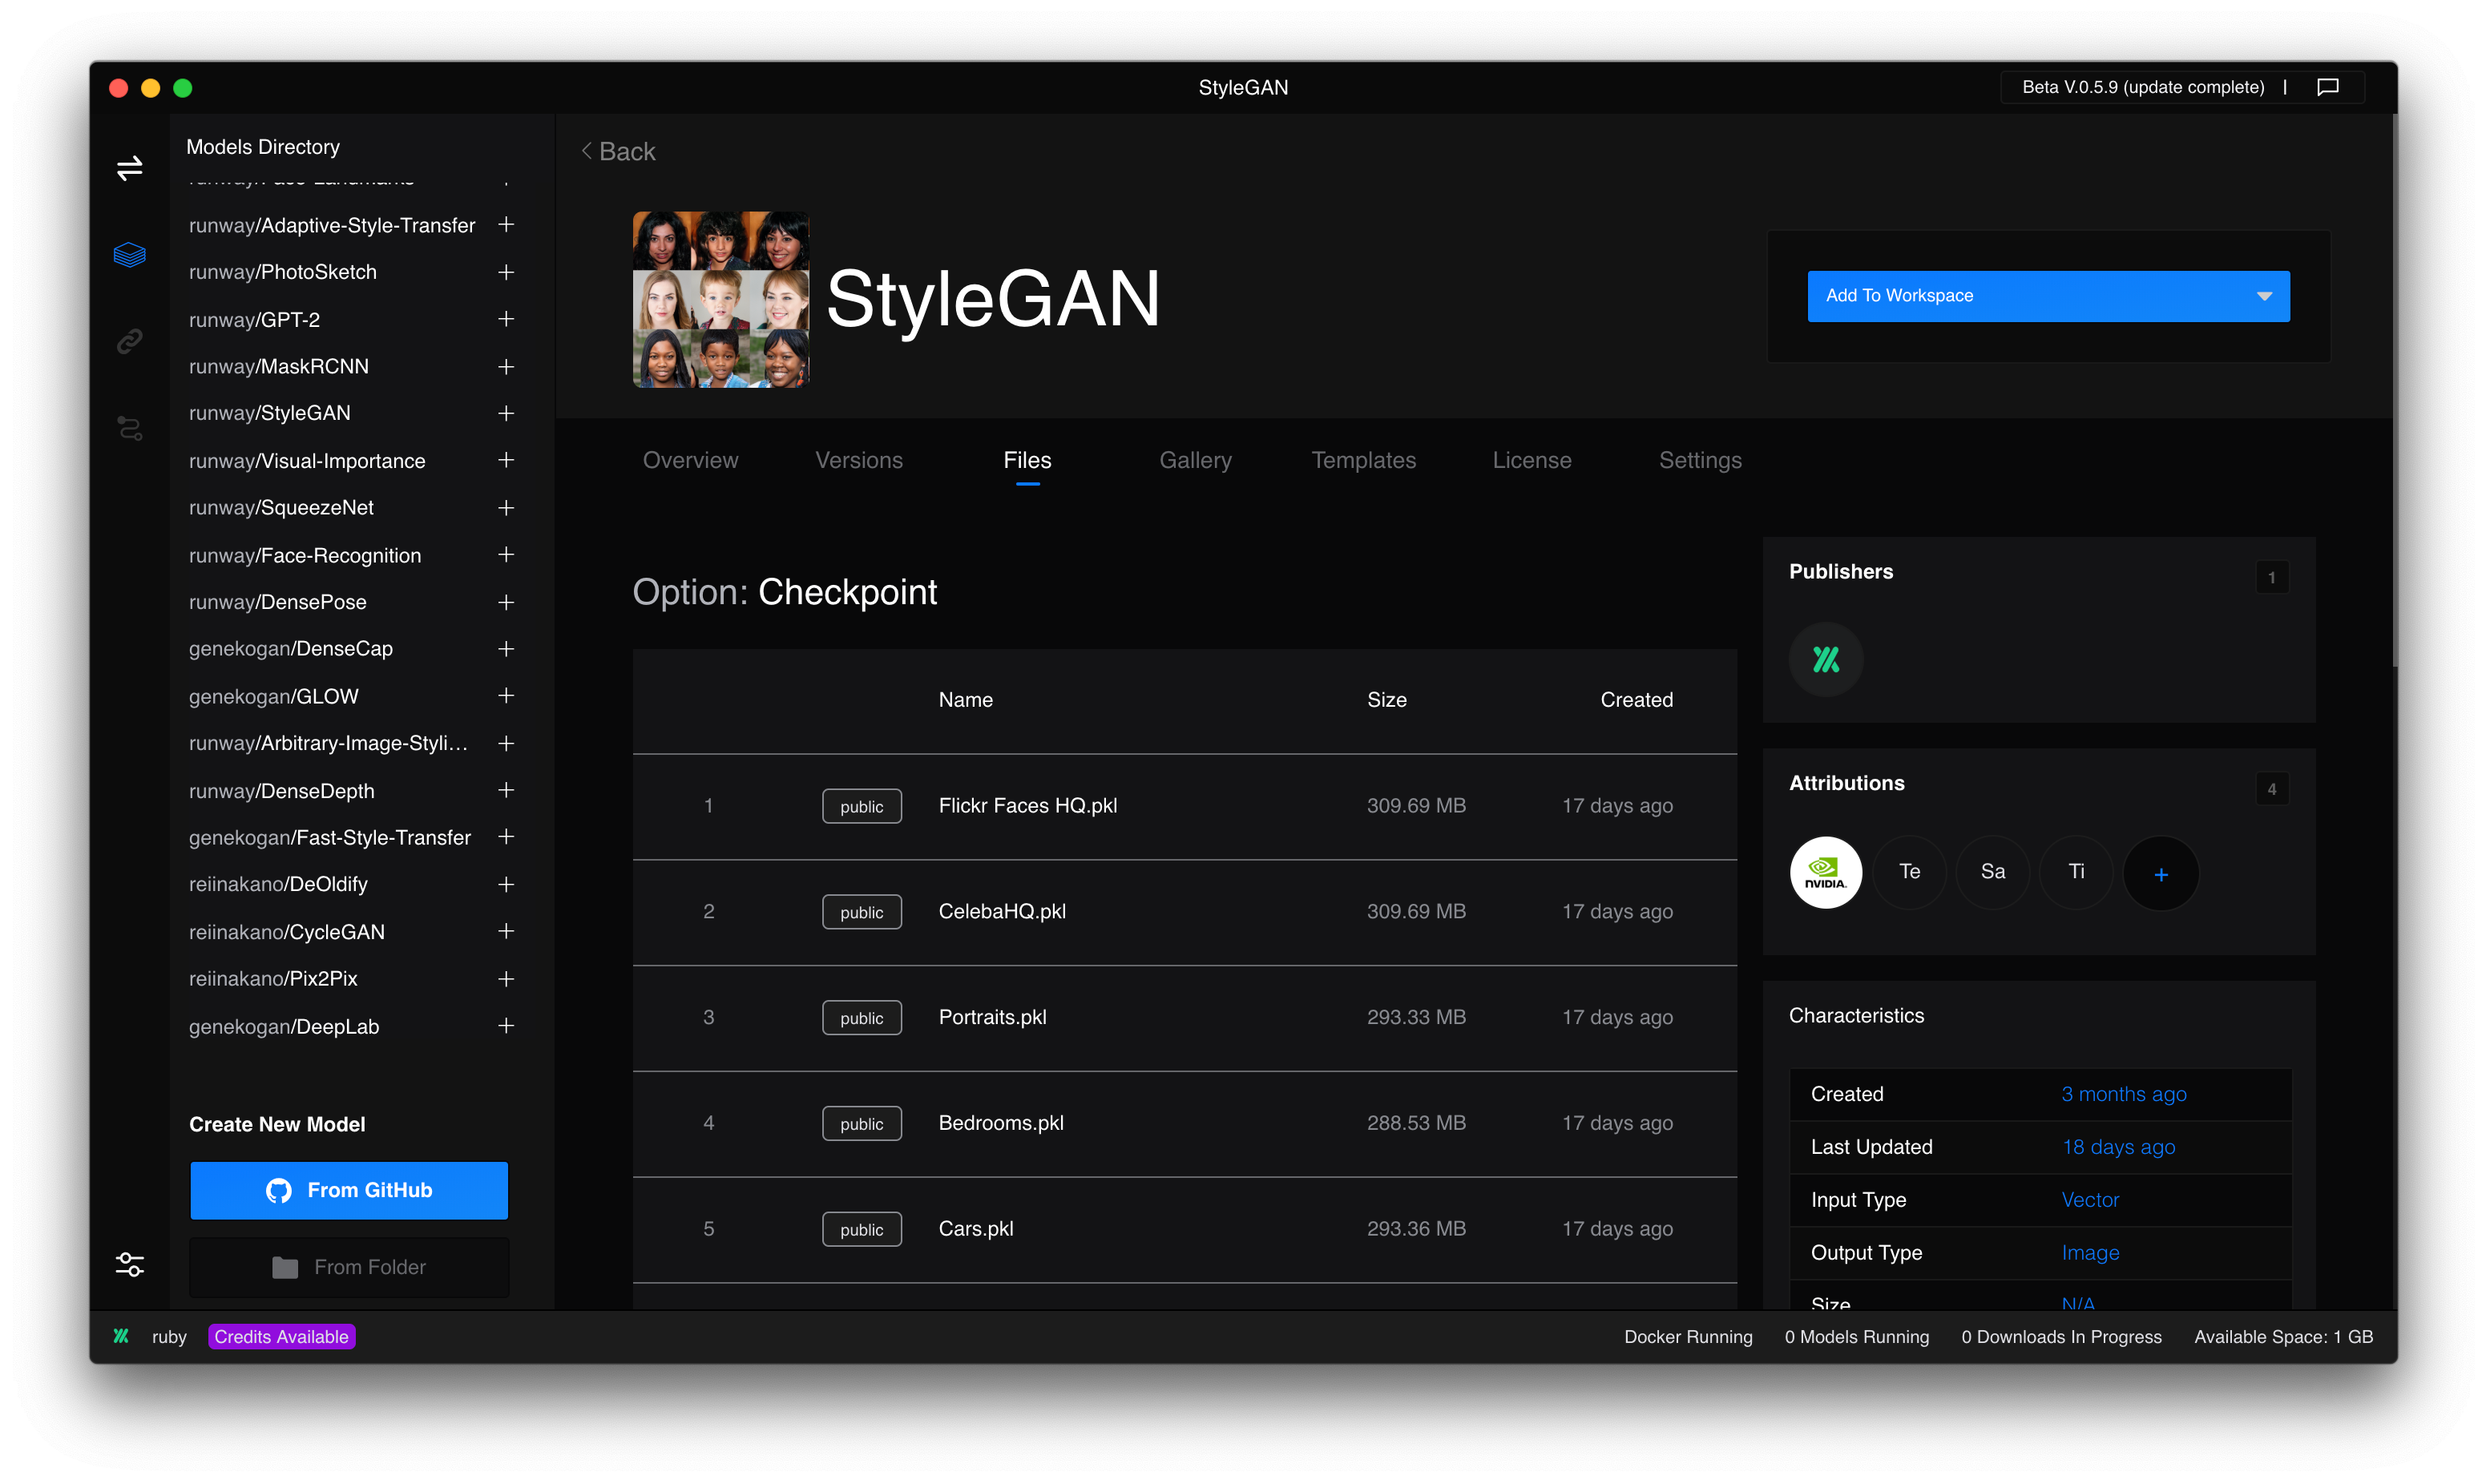 StyleGAN
Beta V.0.5.9 (update complete) |
Models Directory
runway/Face-Landmarks
runway/Adaptive-Style-Transfer +
runway/PhotoSketch +
runway/GPT-2 +
runway/MaskRCNN +
runway/StyleGAN +
runway/Visual-Importance +
runway/SqueezeNet +
runway/Face-Recognition +
runway/DensePose +
genekogan/DenseCap +
genekogan/GLOW +
runway/Arbitrary-Image-Styli... +
runway/DenseDepth +
genekogan/Fast-Style-Transfer +
reiinakano/DeOldify +
reiinakano/CycleGAN +
reiinakano/Pix2Pix +
genekogan/DeepLab +
Create New Model
From GitHub
From Folder
< Back
StyleGAN
Add To Workspace
Overview Versions Files Gallery Templates License Settings
Option: Checkpoint
Name Size Created
1 public Flickr Faces HQ.pkl 309.69 MB 17 days ago
2 public CelebaHQ.pkl 309.69 MB 17 days ago
3 public Portraits.pkl 293.33 MB 17 days ago
4 public Bedrooms.pkl 288.53 MB 17 days ago
5 public Cars.pkl 293.36 MB 17 days ago
Publishers 1
Attributions 4
NVIDIA. Te Sa Ti +
Characteristics
Created 3 months ago
Last Updated 18 days ago
Input Type Vector
Output Type Image
Size N/A
ruby Credits Available
Docker Running 0 Models Running 0 Downloads In Progress Available Space: 1 GB